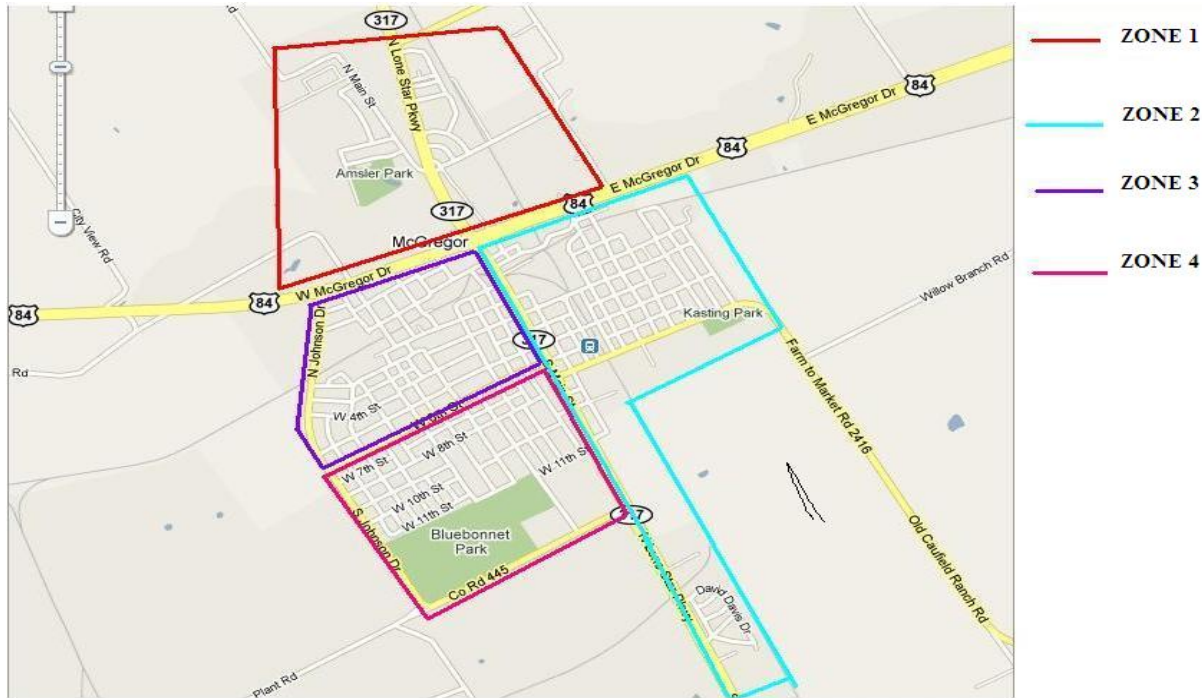 317
ZONE 1
N Lone Star Pkwy
N Main St
84
E McGregor Dr
ZONE 2
84
Amsler Park
E McGregor Dr
ZONE 3
84
317
City View Rd
McGregor
ZONE 4
W McGregor Dr
84
84
Willow Branch Rd
Kasting Park
N Johnson Dr
317
Rd
S Main St
Farm to Market Rd 2416
W 4th St
W 7th St
W 8th St
W 11th St
W 10th St
W 11th St
S Johnson Dr
Bluebonnet
Park
317
Old Caufield Ranch Rd
Co Rd 445
David Davis Dr
Plant Rd